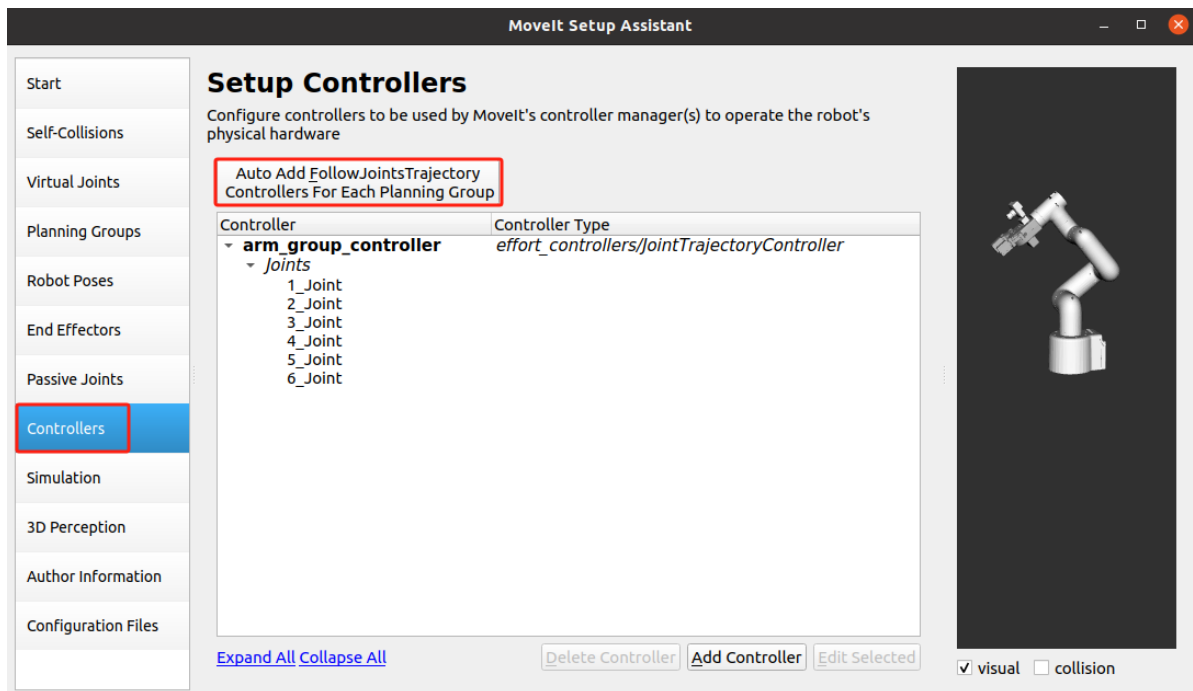 MoveIt Setup Assistant
Start
Self-Collisions
Virtual Joints
Planning Groups
Robot Poses
End Effectors
Passive Joints
Controllers
Simulation
3D Perception
Author Information
Configuration Files
Setup Controllers
Configure controllers to be used by MoveIt's controller manager(s) to operate the robot's
physical hardware
Auto Add FollowJointsTrajectory
Controllers For Each Planning Group
Controller Controller Type
arm_group_controller effort_controllers/JointTrajectoryController
Joints
1_Joint
2_Joint
3_Joint
4_Joint
5_Joint
6_Joint
Expand All Collapse All Delete Controller Add Controller Edit Selected
visual collision